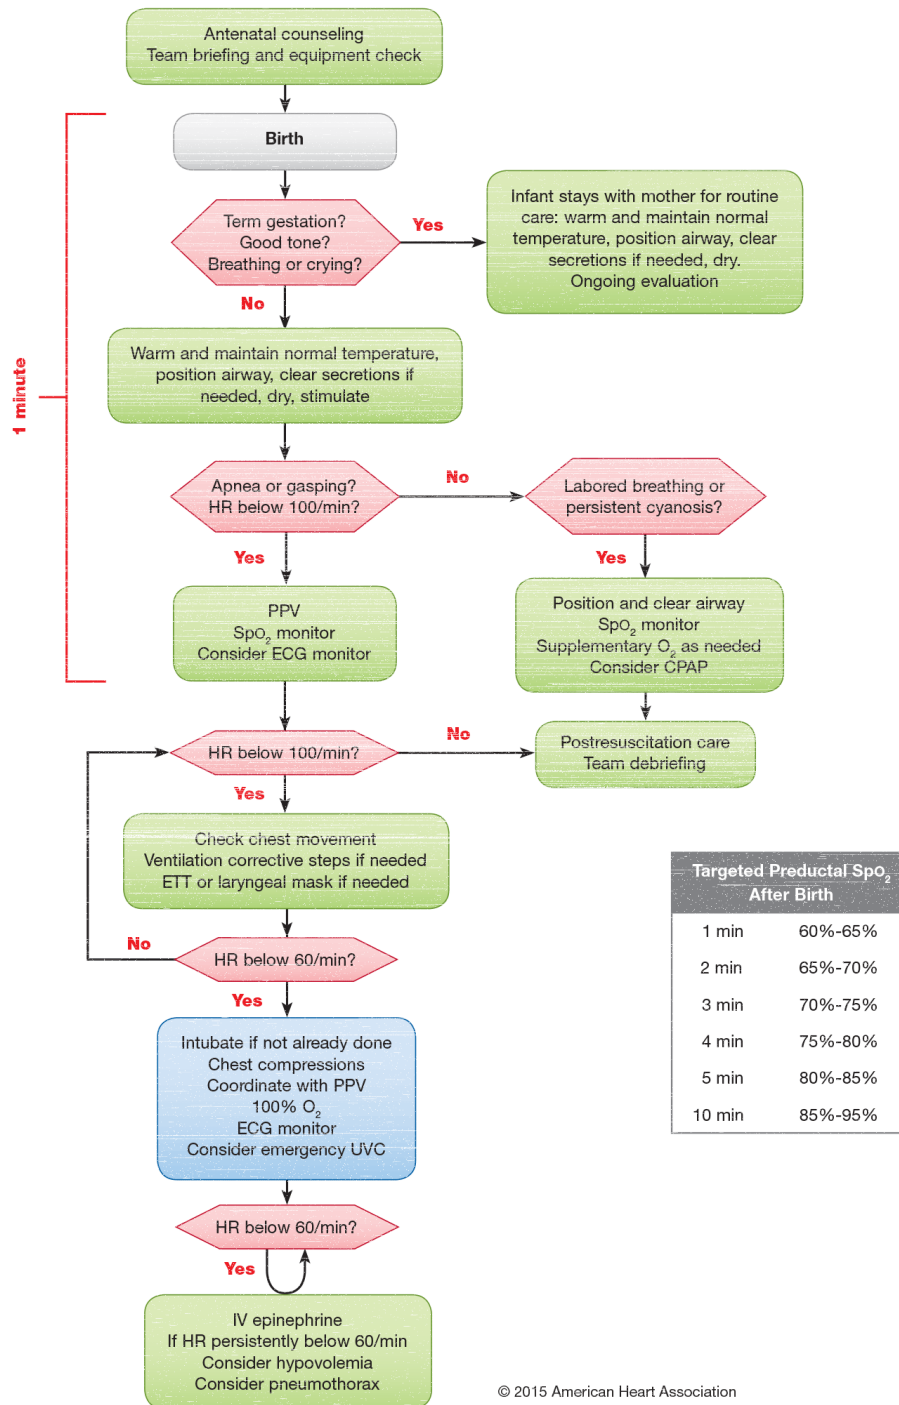 Antenatal counseling
Team briefing and equipment check
Birth
Term gestation?
Good tone?
Breathing or crying?
Yes
Infant stays with mother for routine
care: warm and maintain normal
temperature, position airway, clear
secretions if needed, dry.
Ongoing evaluation
No
1 minute
Warm and maintain normal temperature,
position airway, clear secretions if
needed, dry, stimulate
Apnea or gasping?
HR below 100/min?
No
Labored breathing or
persistent cyanosis?
Yes
Yes
PPV
SpO₂ monitor
Consider ECG monitor
Position and clear airway
SpO₂ monitor
Supplementary O₂ as needed
Consider CPAP
HR below 100/min?
No
Postresuscitation care
Team debriefing
Yes
Check chest movement
Ventilation corrective steps if needed
ETT or laryngeal mask if needed
No
HR below 60/min?
Yes
Intubate if not already done
Chest compressions
Coordinate with PPV
100% O₂
ECG monitor
Consider emergency UVC
HR below 60/min?
Yes
IV epinephrine
If HR persistently below 60/min
Consider hypovolemia
Consider pneumothorax
Targeted Preductal SpO₂
After Birth
1 min 60%-65%
2 min 65%-70%
3 min 70%-75%
4 min 75%-80%
5 min 80%-85%
10 min 85%-95%
© 2015 American Heart Association